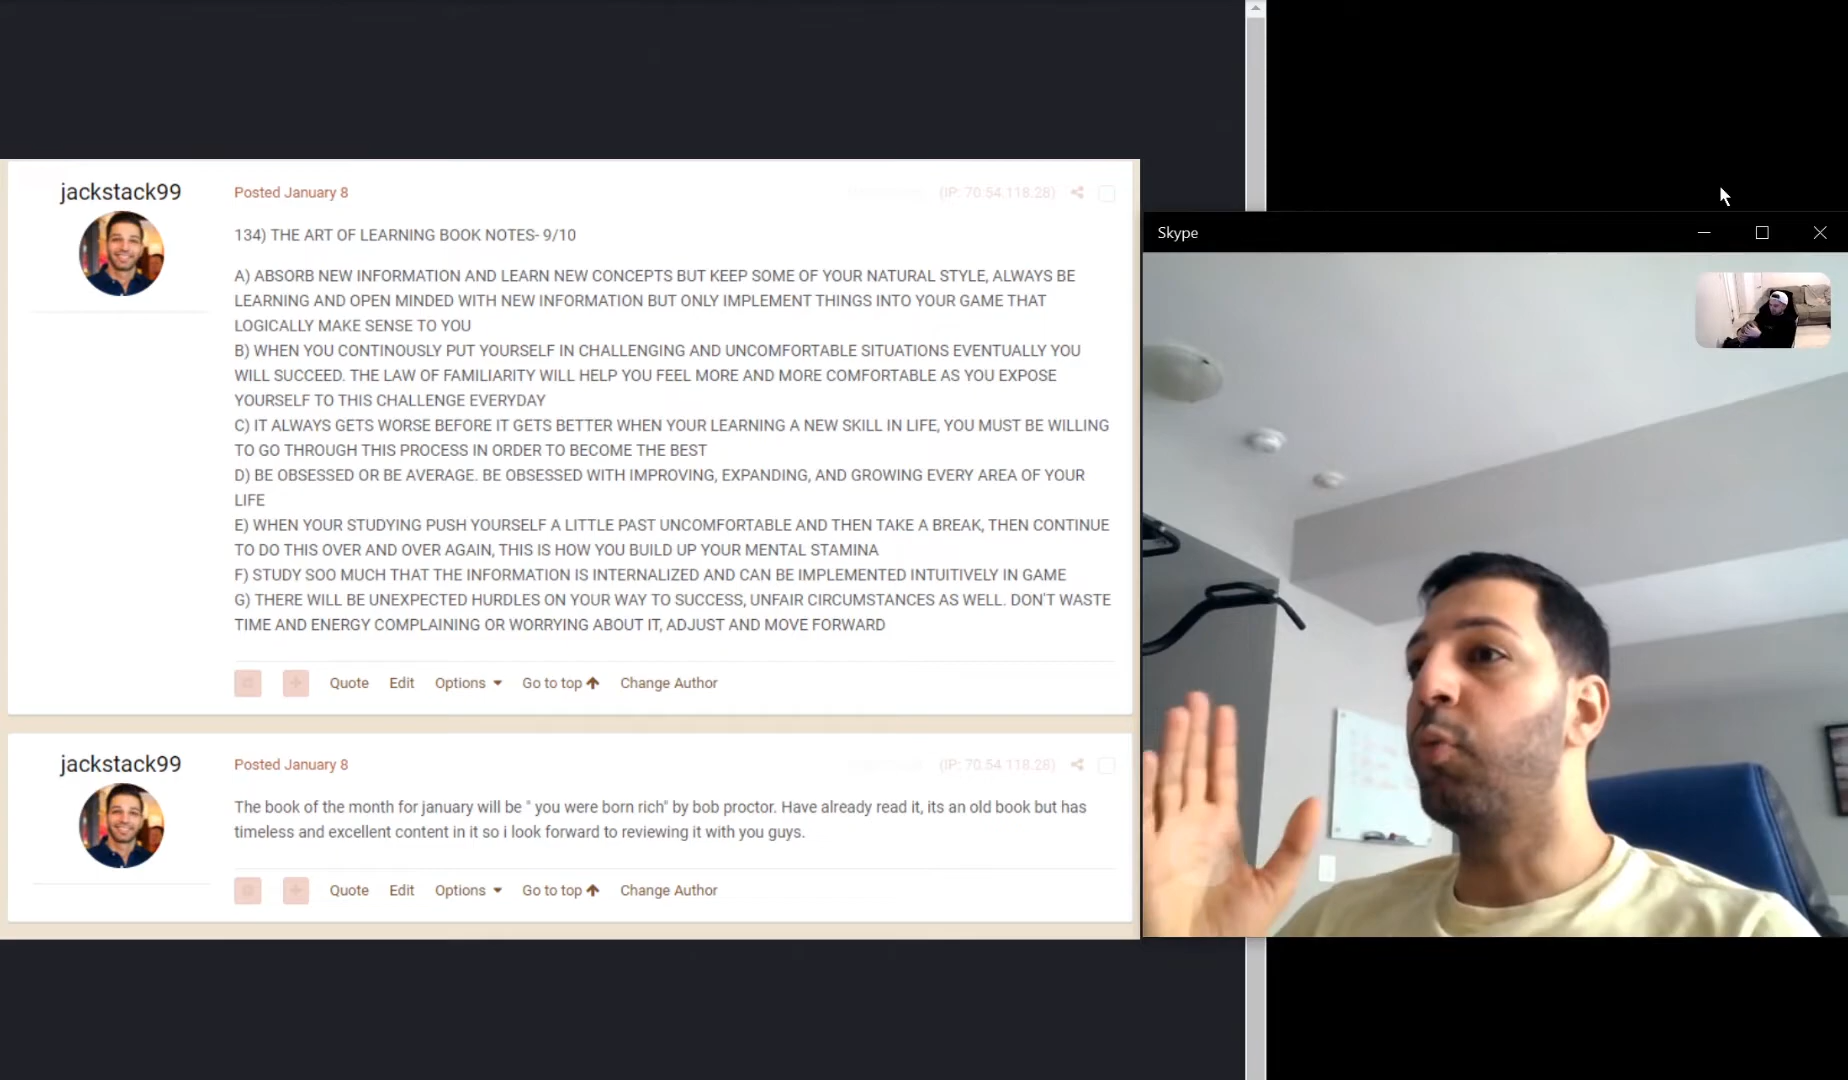 jackstack99
Posted January 8
(IP: 70.54.118.28)
134) THE ART OF LEARNING BOOK NOTES- 9/10
A) ABSORB NEW INFORMATION AND LEARN NEW CONCEPTS BUT KEEP SOME OF YOUR NATURAL STYLE, ALWAYS BE
LEARNING AND OPEN MINDED WITH NEW INFORMATION BUT ONLY IMPLEMENT THINGS INTO YOUR GAME THAT
LOGICALLY MAKE SENSE TO YOU
B) WHEN YOU CONTINOUSLY PUT YOURSELF IN CHALLENGING AND UNCOMFORTABLE SITUATIONS EVENTUALLY YOU
WILL SUCCEED. THE LAW OF FAMILIARITY WILL HELP YOU FEEL MORE AND MORE COMFORTABLE AS YOU EXPOSE
YOURSELF TO THIS CHALLENGE EVERYDAY
C) IT ALWAYS GETS WORSE BEFORE IT GETS BETTER WHEN YOUR LEARNING A NEW SKILL IN LIFE, YOU MUST BE WILLING
TO GO THROUGH THIS PROCESS IN ORDER TO BECOME THE BEST
D) BE OBSESSED OR BE AVERAGE. BE OBSESSED WITH IMPROVING, EXPANDING, AND GROWING EVERY AREA OF YOUR
LIFE
E) WHEN YOUR STUDYING PUSH YOURSELF A LITTLE PAST UNCOMFORTABLE AND THEN TAKE A BREAK, THEN CONTINUE
TO DO THIS OVER AND OVER AGAIN, THIS IS HOW YOU BUILD UP YOUR MENTAL STAMINA
F) STUDY SOO MUCH THAT THE INFORMATION IS INTERNALIZED AND CAN BE IMPLEMENTED INTUITIVELY IN GAME
G) THERE WILL BE UNEXPECTED HURDLES ON YOUR WAY TO SUCCESS, UNFAIR CIRCUMSTANCES AS WELL. DON'T WASTE
TIME AND ENERGY COMPLAINING OR WORRYING ABOUT IT, ADJUST AND MOVE FORWARD
Quote Edit Options Go to top Change Author
jackstack99
Posted January 8
(IP: 70.54.118.28)
The book of the month for january will be " you were born rich" by bob proctor. Have already read it, its an old book but has
timeless and excellent content in it so i look forward to reviewing it with you guys.
Quote Edit Options Go to top Change Author
Skype